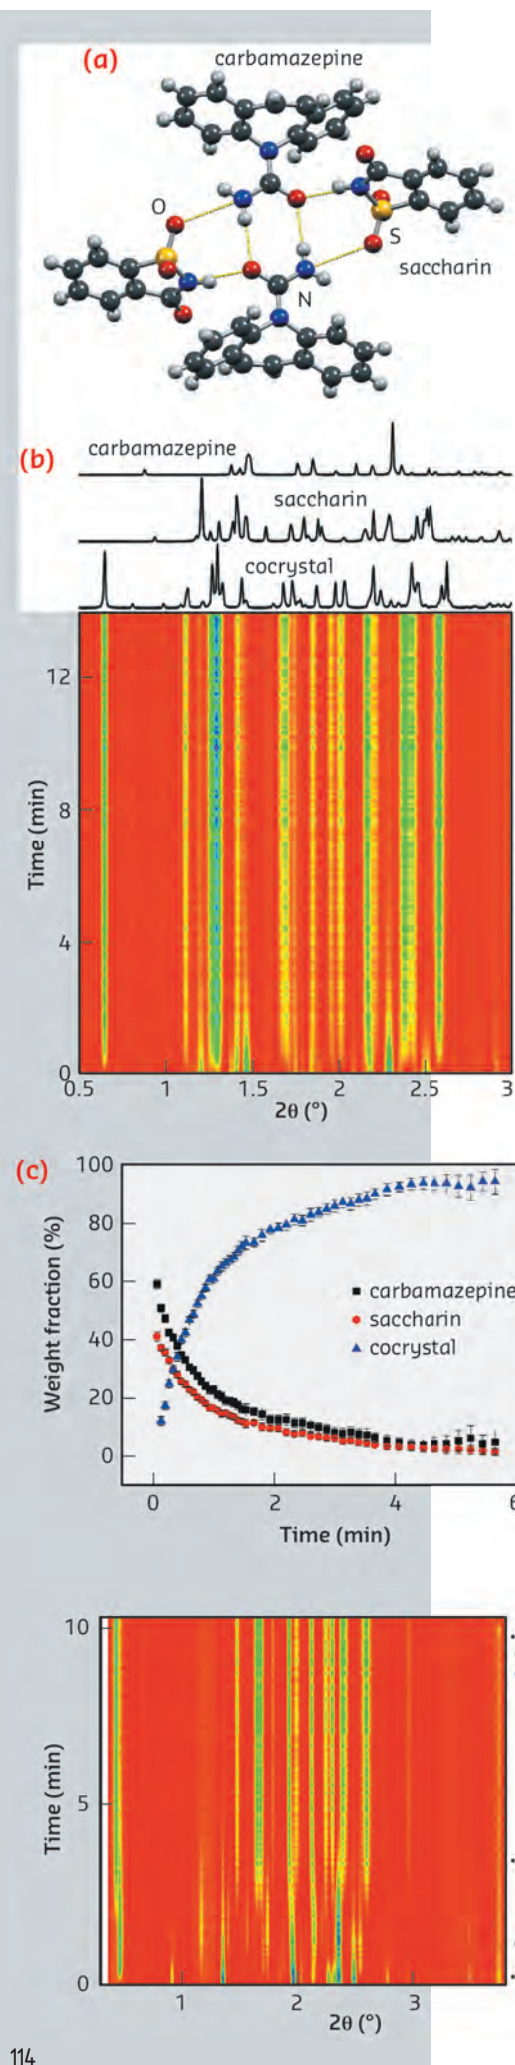 (a)
carbamazepine
O
S
saccharin
N
(b)
carbamazepine
saccharin
cocrystal
12
8
4
0
Time (min)
0.5 1 1.5 2 2.5 3
2θ (°)
(c)
100
80
60
40
20
0
Weight fraction (%)
carbamazepine
saccharin
cocrystal
0 2 4 6
Time (min)
10
5
0
Time (min)
1 2 3
2θ (°)
114